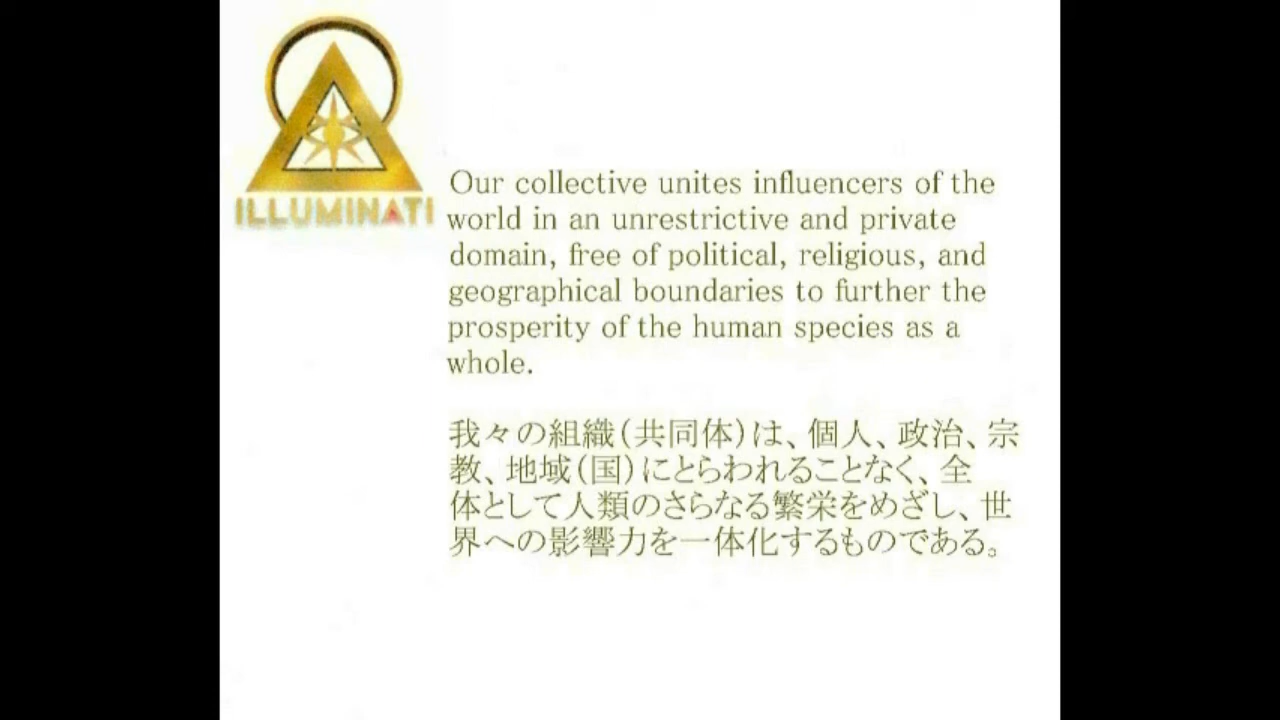 ILLUMINATI
Our collective unites influencers of the
world in an unrestrictive and private
domain, free of political, religious, and
geographical boundaries to further the
prosperity of the human species as a
whole.
我々の組織(共同体)は、個人、政治、宗
教、地域(国)にとらわれることなく、全
体として人類のさらなる繁栄をめざし、世
界への影響力を一体化するものである。